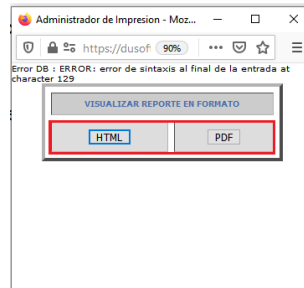 Administrador de Impresion - Moz...
https://dusof
90%
Error DB : ERROR: error de sintaxis al final de la entrada at
character 129
VISUALIZAR REPORTE EN FORMATO
HTML PDF